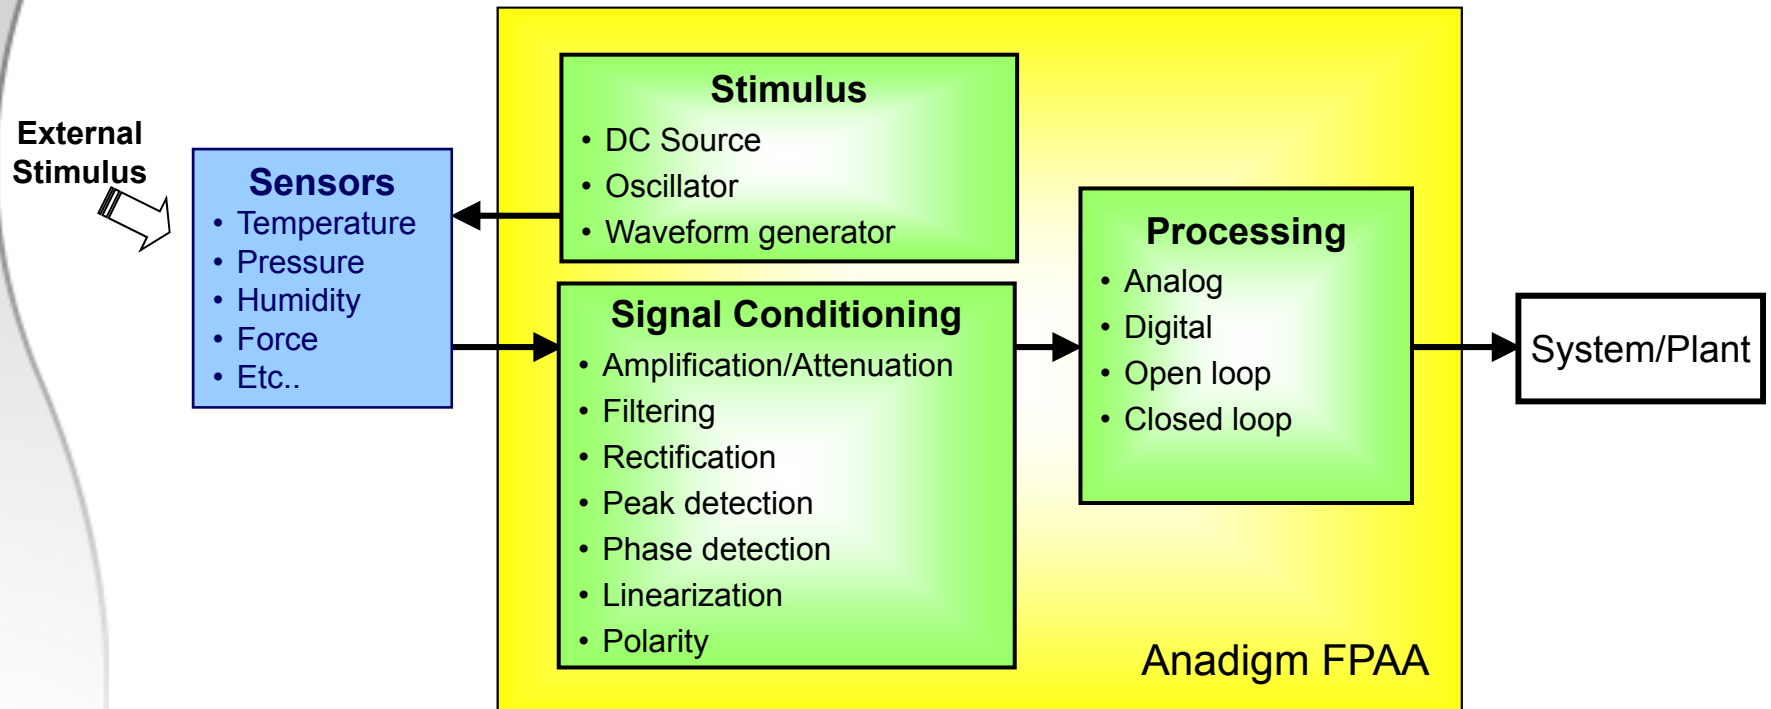 External
Stimulus
Sensors
• Temperature
• Pressure
• Humidity
• Force
• Etc..
Stimulus
• DC Source
• Oscillator
• Waveform generator
Signal Conditioning
• Amplification/Attenuation
• Filtering
• Rectification
• Peak detection
• Phase detection
• Linearization
• Polarity
Processing
• Analog
• Digital
• Open loop
• Closed loop
System/Plant
Anadigm FPAA